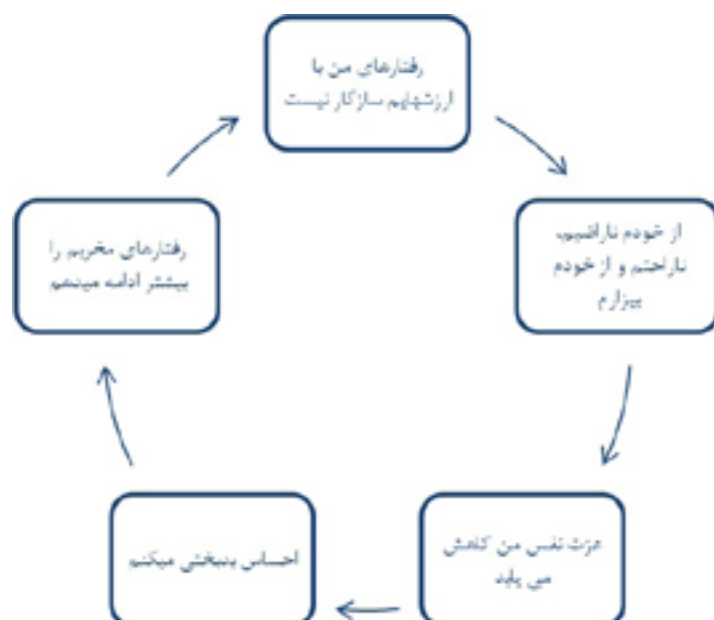 رفتارهای من با
ارزشهایم سازگار نیست
از خودم ناراضیم،
ناراحتم و از خودم
بیزارم
عزت نفس من کاهش
می یابد
احساس بدبختی میکنم
رفتارهای مخربم را
بیشتر ادامه میدهم